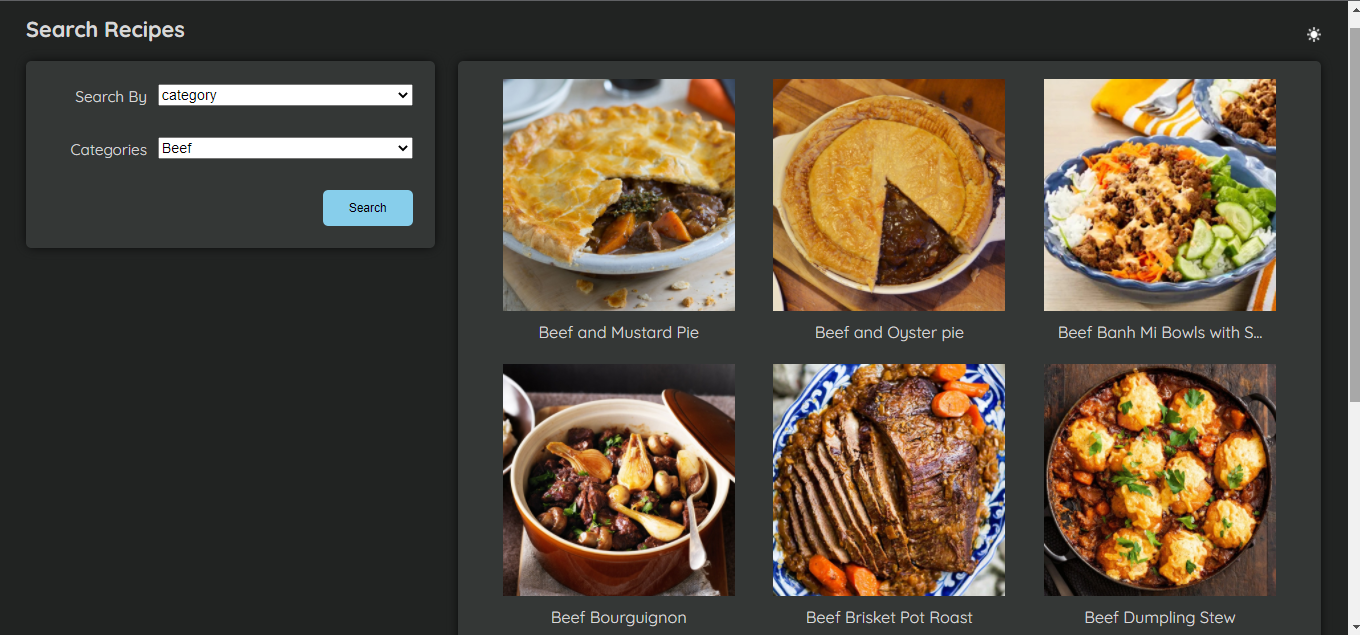 Search Recipes
Search By
category
Categories
Beef
Search
Beef and Mustard Pie
Beef and Oyster pie
Beef Banh Mi Bowls with S...
Beef Bourguignon
Beef Brisket Pot Roast
Beef Dumpling Stew